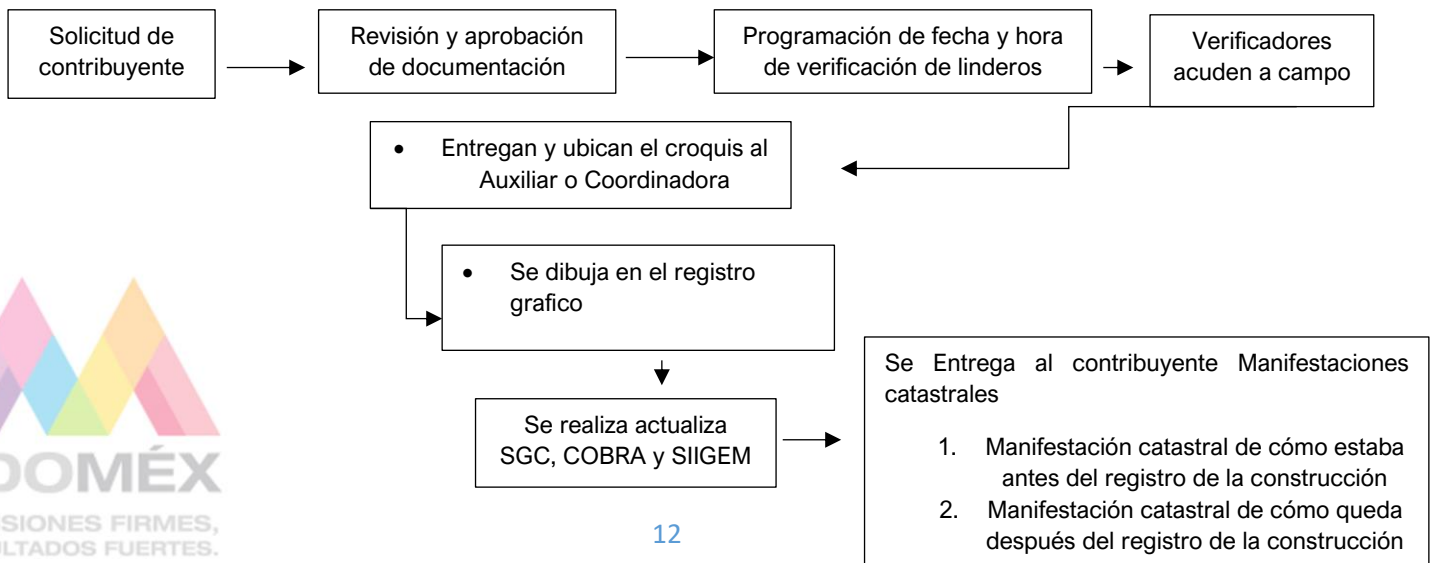 Solicitud de
contribuyente
Revisión y aprobación
de documentación
Programación de fecha y hora
de verificación de linderos
Verificadores
acuden a campo
• Entregan y ubican el croquis al
Auxiliar o Coordinadora
• Se dibuja en el registro
grafico
Se realiza actualiza
SGC, COBRA y SIIGEM
Se Entrega al contribuyente Manifestaciones
catastrales
1. Manifestación catastral de cómo estaba
antes del registro de la construcción
2. Manifestación catastral de cómo queda
después del registro de la construcción
DOMÉX
SIONES FIRMES,
ULTADOS FUERTES.
12